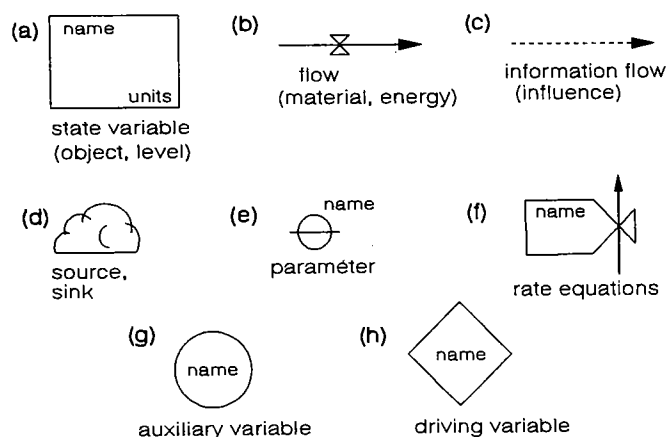 (a)
name
units
state variable
(object, level)
(b)
flow
(material, energy)
(c)
information flow
(influence)
(d)
source,
sink
(e)
name
paraméter
(f)
name
rate equations
(g)
name
auxiliary variable
(h)
name
driving variable